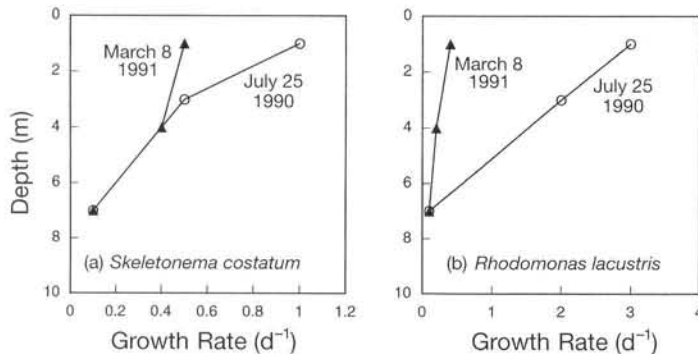 0
2
4
6
8
10
Depth (m)
March 8
1991
July 25
1990
(a) Skeletonema costatum
0 0.2 0.4 0.6 0.8 1 1.2
Growth Rate (d⁻¹)
0
2
4
6
8
10
March 8
1991
July 25
1990
(b) Rhodomonas lacustris
0 1 2 3 4
Growth Rate (d⁻¹)